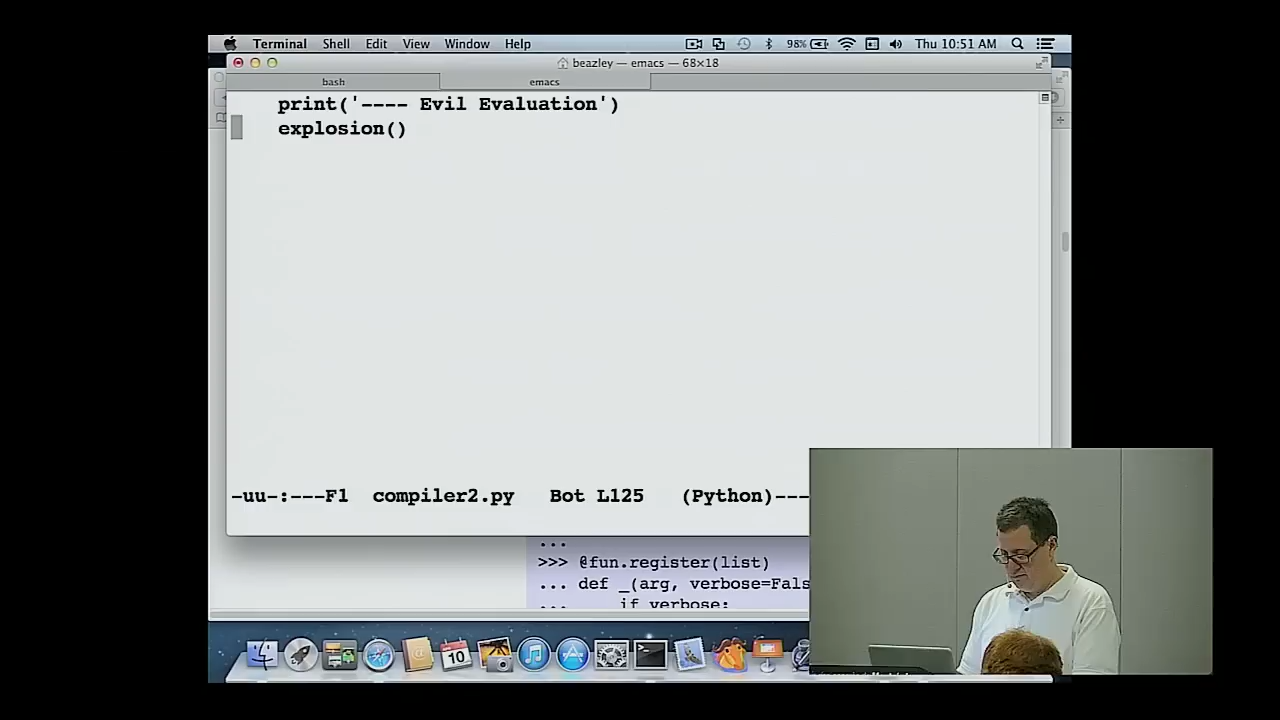 Terminal Shell Edit View Window Help 98% Thu 10:51 AM
beazley — emacs — 68×18
bash emacs
print('---- Evil Evaluation')
explosion()
-uu-:---F1 compiler2.py Bot L125 (Python)---
...
>>> @fun.register(list)
... def _(arg, verbose=Fals
... if verbose:
10